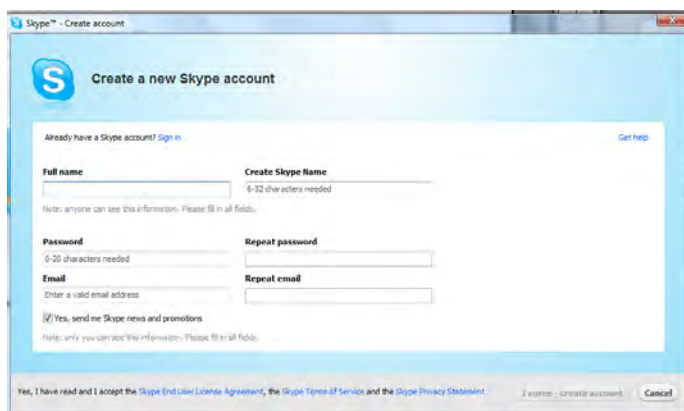 Skype™ - Create account
Create a new Skype account
Already have a Skype account? Sign in
Get help
Full name
Create Skype Name
6-32 characters needed
Note: anyone can see this information. Please fill in all fields.
Password
Repeat password
6-20 characters needed
Email
Repeat email
Enter a valid email address
Yes, send me Skype news and promotions
Note: only you can see this information. Please fill in all fields.
Yes, I have read and I accept the Skype End User License Agreement, the Skype Terms of Service and the Skype Privacy Statement
I agree - create account
Cancel